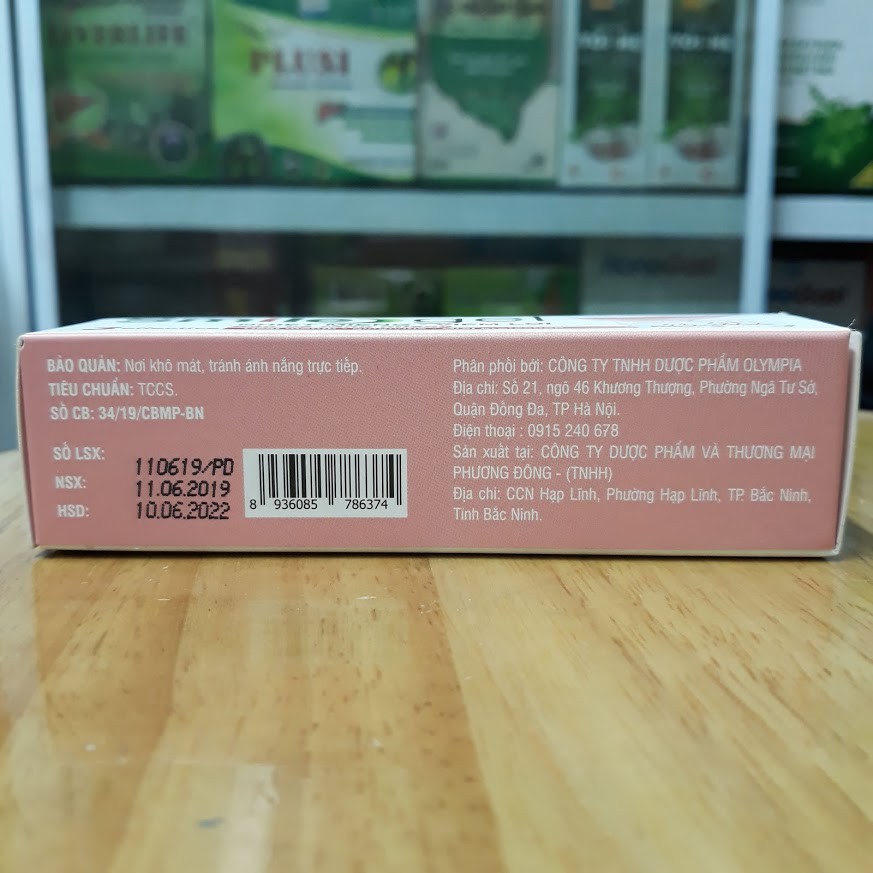 PLUSI
BẢO QUẢN: Nơi khô mát, tránh ánh nắng trực tiếp.
TIÊU CHUẨN: TCCS.
SỐ CB: 34/19/CBMP-BN
SỐ LSX: 110619/PD
NSX: 11.06.2019
HSD: 10.06.2022
8 936085 786374
Phân phối bởi: CÔNG TY TNHH DƯỢC PHẨM OLYMPIA
Địa chỉ: Số 21, ngõ 46 Khương Thượng, Phường Ngã Tư Sở,
Quận Đống Đa, TP Hà Nội.
Điện thoại : 0915 240 678
Sản xuất tại: CÔNG TY DƯỢC PHẨM VÀ THƯƠNG MẠI
PHƯƠNG ĐÔNG - (TNHH)
Địa chỉ: CCN Hạp Lĩnh, Phường Hạp Lĩnh, TP. Bắc Ninh,
Tỉnh Bắc Ninh.